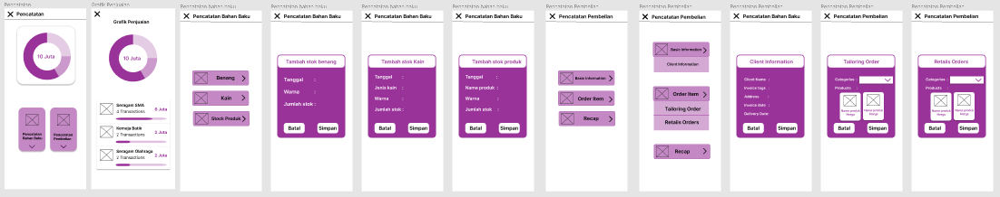 Pencatatan
Pencatatan
10 Juta
Pencatatan
Bahan Baku
Pencatatan
Pembelian
Grafik Penjualan
Grafik Penjualan
10 Juta
Seragam SMA
4 Transactions
6 Juta
Kemeja Batik
2 Transactions
2 Juta
Seragam Olahraga
2 Transactions
2 Juta
Pencatatan bahan baku
Pencatatan Bahan Baku
Benang
Kain
Stock Produk
Pencatatan bahan baku
Pencatatan Bahan Baku
Tambah stok benang
Tanggal :
Warna :
Jumlah stok :
Batal
Simpan
Pencatatan bahan baku
Pencatatan Bahan Baku
Tambah stok Kain
Tanggal :
Jenis kain :
Warna :
Jumlah stok :
Batal
Simpan
Pencatatan bahan baku
Pencatatan Bahan Baku
Tambah stok produk
Tanggal :
Nama produk :
Warna :
Jumlah stok :
Batal
Simpan
Pencatatan Pembelian
Pencatatan Pembelian
Basic Information
Order Item
Recap
Pencatatan Pembelian
Pencatatan Pembelian
Basic Information
Client Information
Order Item
Tailoring Order
Retails Orders
Recap
Pencatatan Pembelian
Pencatatan Pembelian
Client Information
Client Name :
Invoice tags :
Address :
Invoice date :
Delivery Date:
Batal
Simpan
Pencatatan Pembelian
Pencatatan Pembelian
Tailoring Order
Categories :
Products :
Nama produk
Harga
Nama produk
Harga
Batal
Simpan
Pencatatan Pembelian
Pencatatan Pembelian
Retails Orders
Categories :
Products :
Nama produk
Harga
Nama produk
Harga
Batal
Simpan